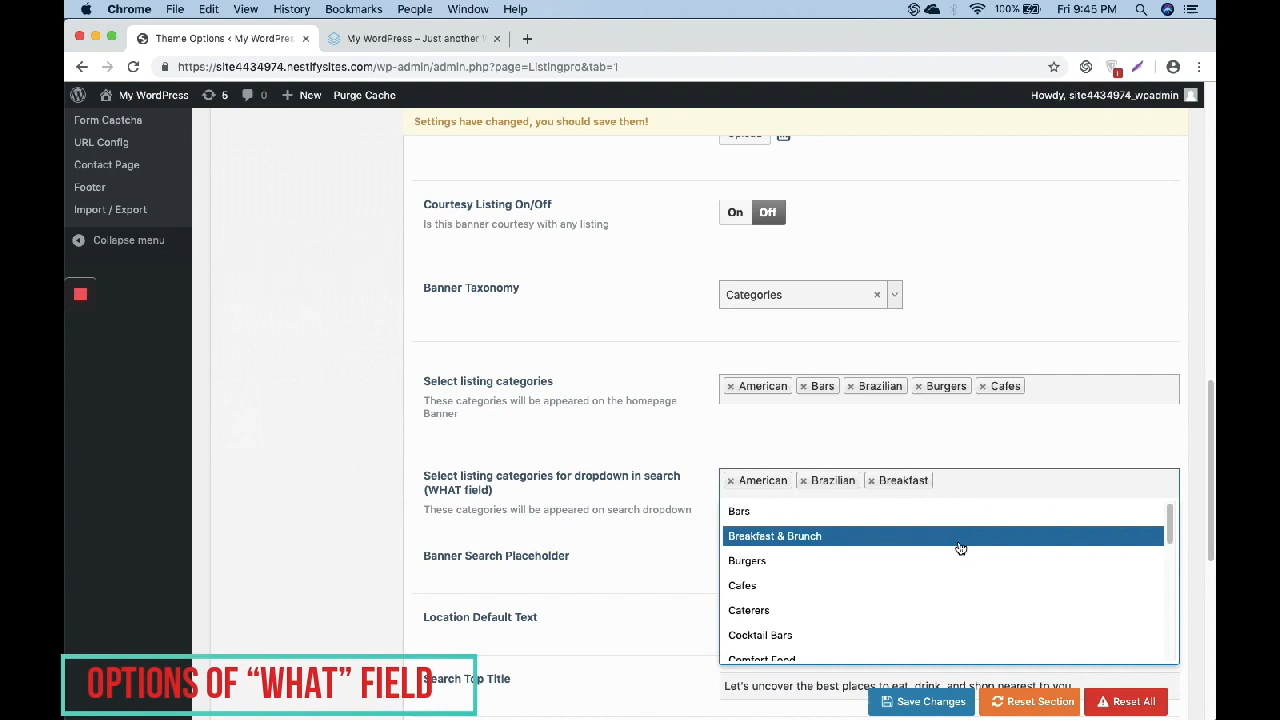 Chrome File Edit View History Bookmarks People Window Help 100% Fri 9:45 PM
Theme Options ‹ My WordPres × My WordPress – Just another × +
https://site4434974.nestifysites.com/wp-admin/admin.php?page=Listingpro&tab=1
My WordPress 5 0 + New Purge Cache Howdy, site4434974_wpadmin
Form Captcha
URL Config
Contact Page
Footer
Import / Export
Collapse menu
Settings have changed, you should save them!
Courtesy Listing On/Off
Is this banner courtesy with any listing
On Off
Banner Taxonomy
Categories ×
Select listing categories
These categories will be appeared on the homepage
Banner
× American × Bars × Brazilian × Burgers × Cafes
Select listing categories for dropdown in search
(WHAT field)
These categories will be appeared on search dropdown
× American × Brazilian × Breakfast
Bars
Breakfast & Brunch
Burgers
Cafes
Caterers
Cocktail Bars
Comfort Food
Banner Search Placeholder
Location Default Text
Search Top Title
Let's uncover the best places to eat, drink, and shop nearest to you.
Save Changes Reset Section Reset All
OPTIONS OF “WHAT” FIELD